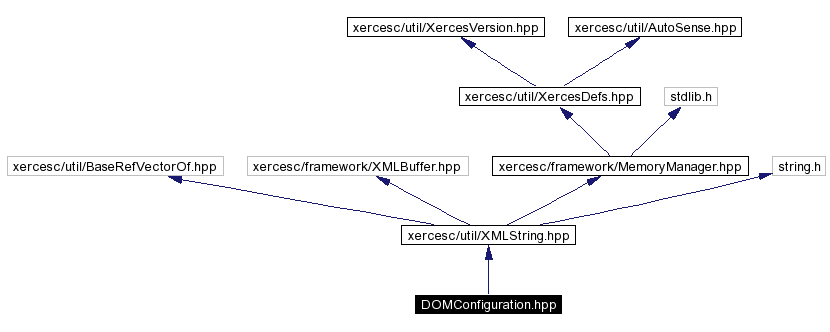 xercesc/util/XercesVersion.hpp
xercesc/util/AutoSense.hpp
xercesc/util/XercesDefs.hpp
stdlib.h
xercesc/util/BaseRefVectorOf.hpp
xercesc/framework/XMLBuffer.hpp
xercesc/framework/MemoryManager.hpp
string.h
xercesc/util/XMLString.hpp
DOMConfiguration.hpp